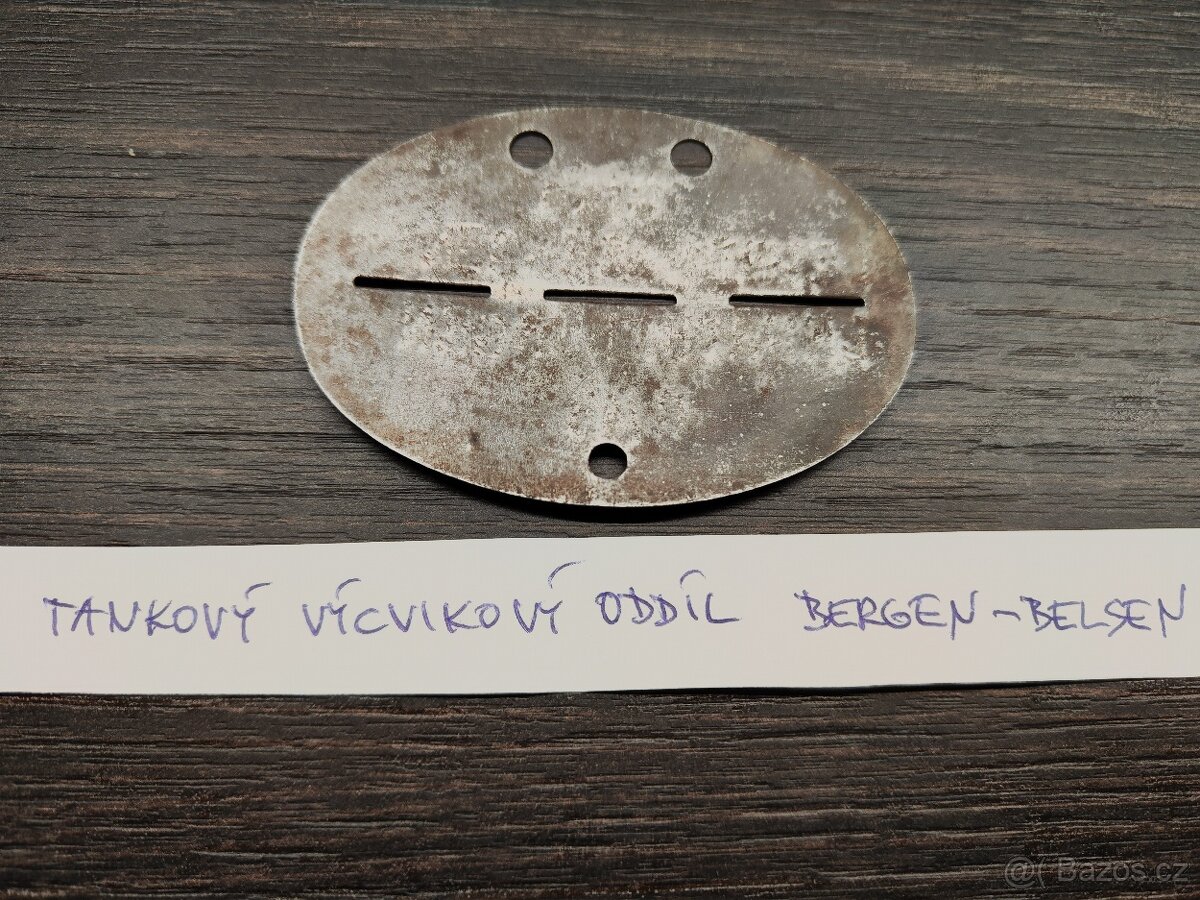 TANKOVÝ VÝCVIKOVÝ ODDÍL BERGEN-BELSEN
Bazos.cz